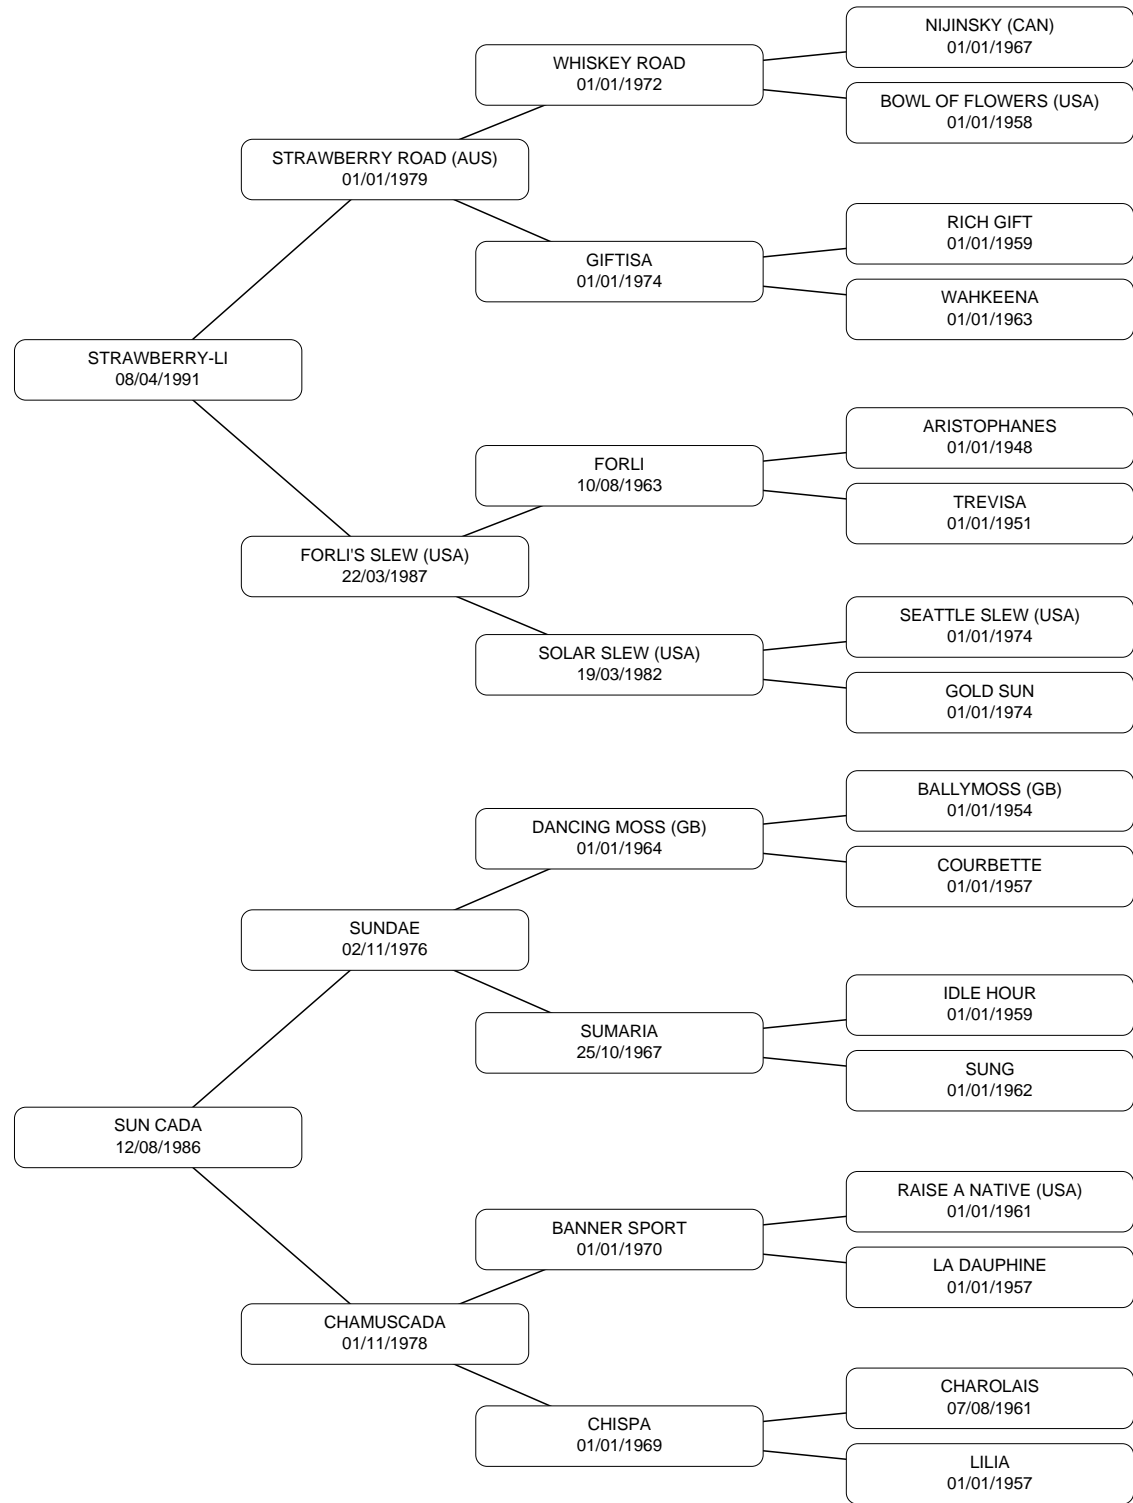 NIJINSKY (CAN)
01/01/1967
WHISKEY ROAD
01/01/1972
BOWL OF FLOWERS (USA)
01/01/1958
STRAWBERRY ROAD (AUS)
01/01/1979
RICH GIFT
01/01/1959
GIFTISA
01/01/1974
WAHKEENA
01/01/1963
STRAWBERRY-LI
08/04/1991
ARISTOPHANES
01/01/1948
FORLI
10/08/1963
TREVISA
01/01/1951
FORLI'S SLEW (USA)
22/03/1987
SEATTLE SLEW (USA)
01/01/1974
SOLAR SLEW (USA)
19/03/1982
GOLD SUN
01/01/1974
BALLYMOSS (GB)
01/01/1954
DANCING MOSS (GB)
01/01/1964
COURBETTE
01/01/1957
SUNDAE
02/11/1976
IDLE HOUR
01/01/1959
SUMARIA
25/10/1967
SUNG
01/01/1962
SUN CADA
12/08/1986
RAISE A NATIVE (USA)
01/01/1961
BANNER SPORT
01/01/1970
LA DAUPHINE
01/01/1957
CHAMUSCADA
01/11/1978
CHAROLAIS
07/08/1961
CHISPA
01/01/1969
LILIA
01/01/1957